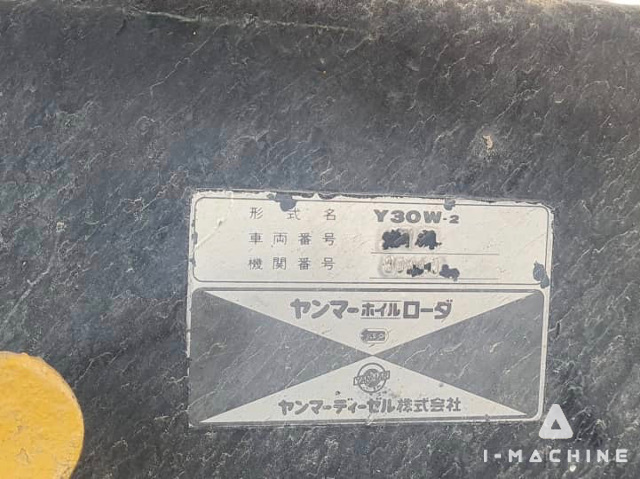 形式名 Y30W-2
車両番号
機関番号
ヤンマーホイルローダ
YANMAR
ヤンマーディーゼル株式会社
I-MACHINE